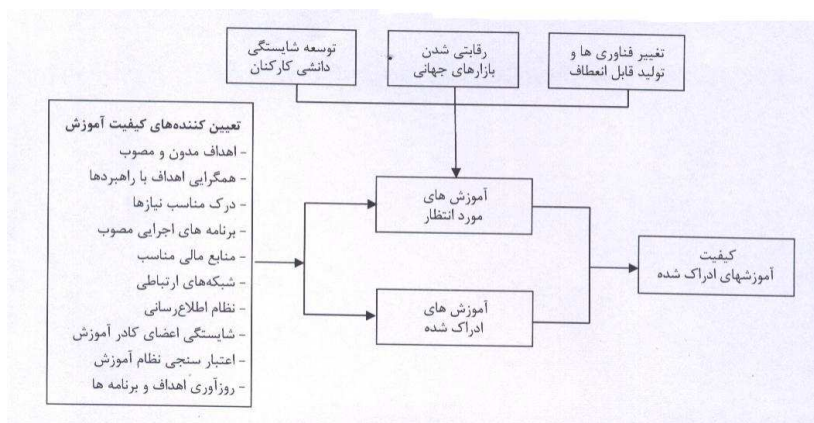 تغییر فناوری ها و
تولید قابل انعطاف
رقابتی شدن
بازارهای جهانی
توسعه شایستگی
دانشی کارکنان
تعیین کننده‌های کیفیت آموزش
- اهداف مدون و مصوب
- همگرایی اهداف با راهبردها
- درک مناسب نیازها
- برنامه های اجرایی مصوب
- منابع مالی مناسب
- شبکه‌های ارتباطی
- نظام اطلاع‌رسانی
- شایستگی اعضای کادر آموزش
- اعتبار سنجی نظام آموزش
- روزآوری اهداف و برنامه ها
آموزش های
مورد انتظار
آموزش های
ادراک شده
کیفیت
آموزشهای ادراک شده